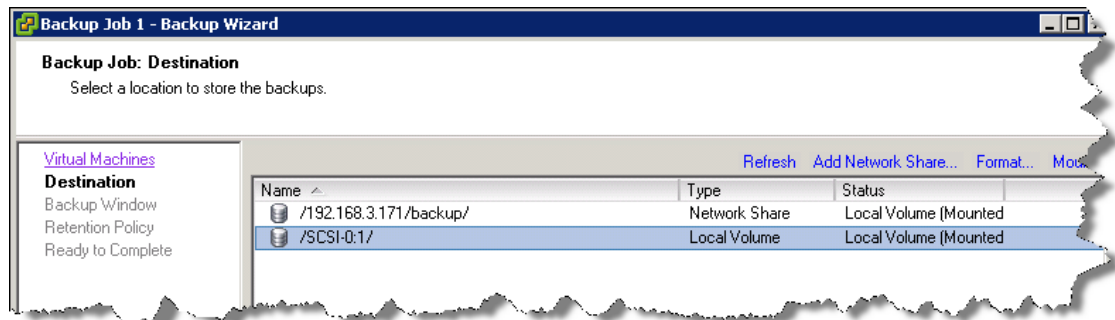 Backup Job 1 - Backup Wizard
Backup Job: Destination
Select a location to store the backups.
Virtual Machines
Destination
Backup Window
Retention Policy
Ready to Complete
Refresh Add Network Share... Format...
Name Type Status
/192.168.3.171/backup/ Network Share Local Volume (Mounted
/SCSI-0:1/ Local Volume Local Volume (Mounted